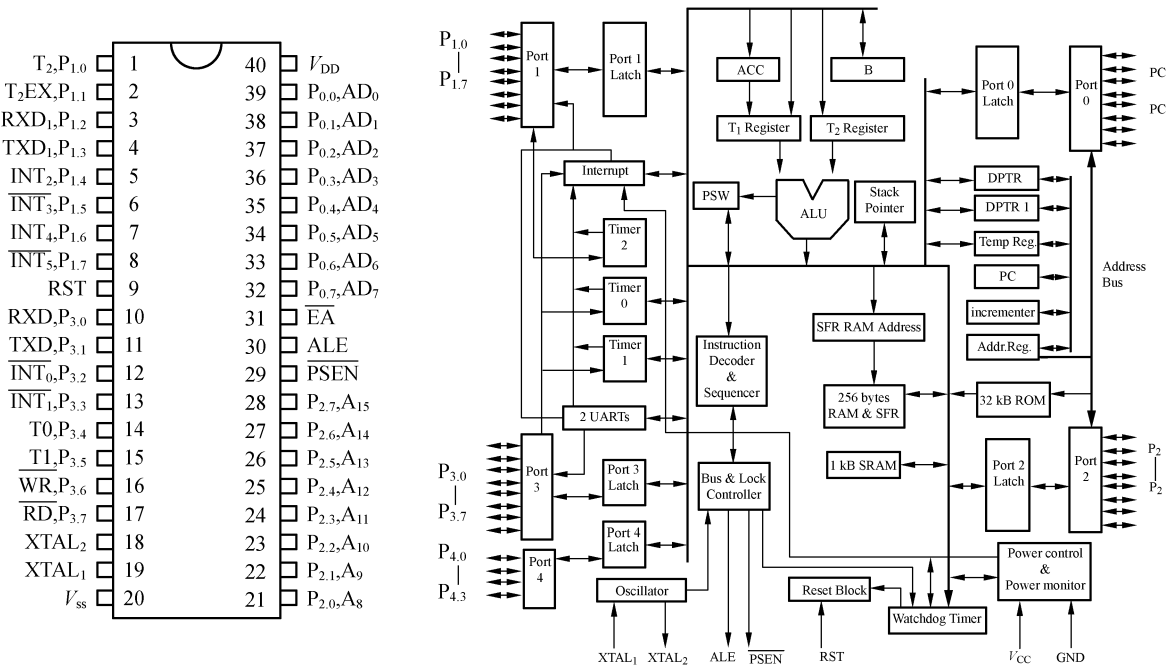 T₂,P₁.₀ 1 40 V_DD
T₂EX,P₁.₁ 2 39 P₀.₀,AD₀
RXD₁,P₁.₂ 3 38 P₀.₁,AD₁
TXD₁,P₁.₃ 4 37 P₀.₂,AD₂
INT₂,P₁.₄ 5 36 P₀.₃,AD₃
I̅N̅T̅₃,P₁.₅ 6 35 P₀.₄,AD₄
INT₄,P₁.₆ 7 34 P₀.₅,AD₅
I̅N̅T̅₅,P₁.₇ 8 33 P₀.₆,AD₆
RST 9 32 P₀.₇,AD₇
RXD,P₃.₀ 10 31 E̅A̅
TXD,P₃.₁ 11 30 ALE
I̅N̅T̅₀,P₃.₂ 12 29 P̅S̅E̅N̅
I̅N̅T̅₁,P₃.₃ 13 28 P₂.₇,A₁₅
T0,P₃.₄ 14 27 P₂.₆,A₁₄
T1,P₃.₅ 15 26 P₂.₅,A₁₃
W̅R̅,P₃.₆ 16 25 P₂.₄,A₁₂
R̅D̅,P₃.₇ 17 24 P₂.₃,A₁₁
XTAL₂ 18 23 P₂.₂,A₁₀
XTAL₁ 19 22 P₂.₁,A₉
V_ss 20 21 P₂.₀,A₈
P₁.₀
P₁.₇
Port
1
Port 1
Latch
ACC
B
T₁ Register
T₂ Register
Port 0
Latch
Port
0
PC
PC
Interrupt
PSW
ALU
Stack
Pointer
DPTR
DPTR 1
Temp Reg.
PC
incrementer
Addr.Reg.
Address
Bus
Timer
2
Timer
0
Timer
1
Instruction
Decoder
&
Sequencer
SFR RAM Address
256 bytes
RAM & SFR
32 kB ROM
2 UARTs
P₃.₀
P₃.₇
Port
3
Port 3
Latch
Bus & Lock
Controller
1 kB SRAM
Port 2
Latch
Port
2
P₂
P₂
P₄.₀
P₄.₃
Port
4
Port 4
Latch
Oscillator
Reset Block
Watchdog Timer
Power control
&
Power monitor
XTAL₁ XTAL₂ ALE P̅S̅E̅N̅ RST V_CC GND